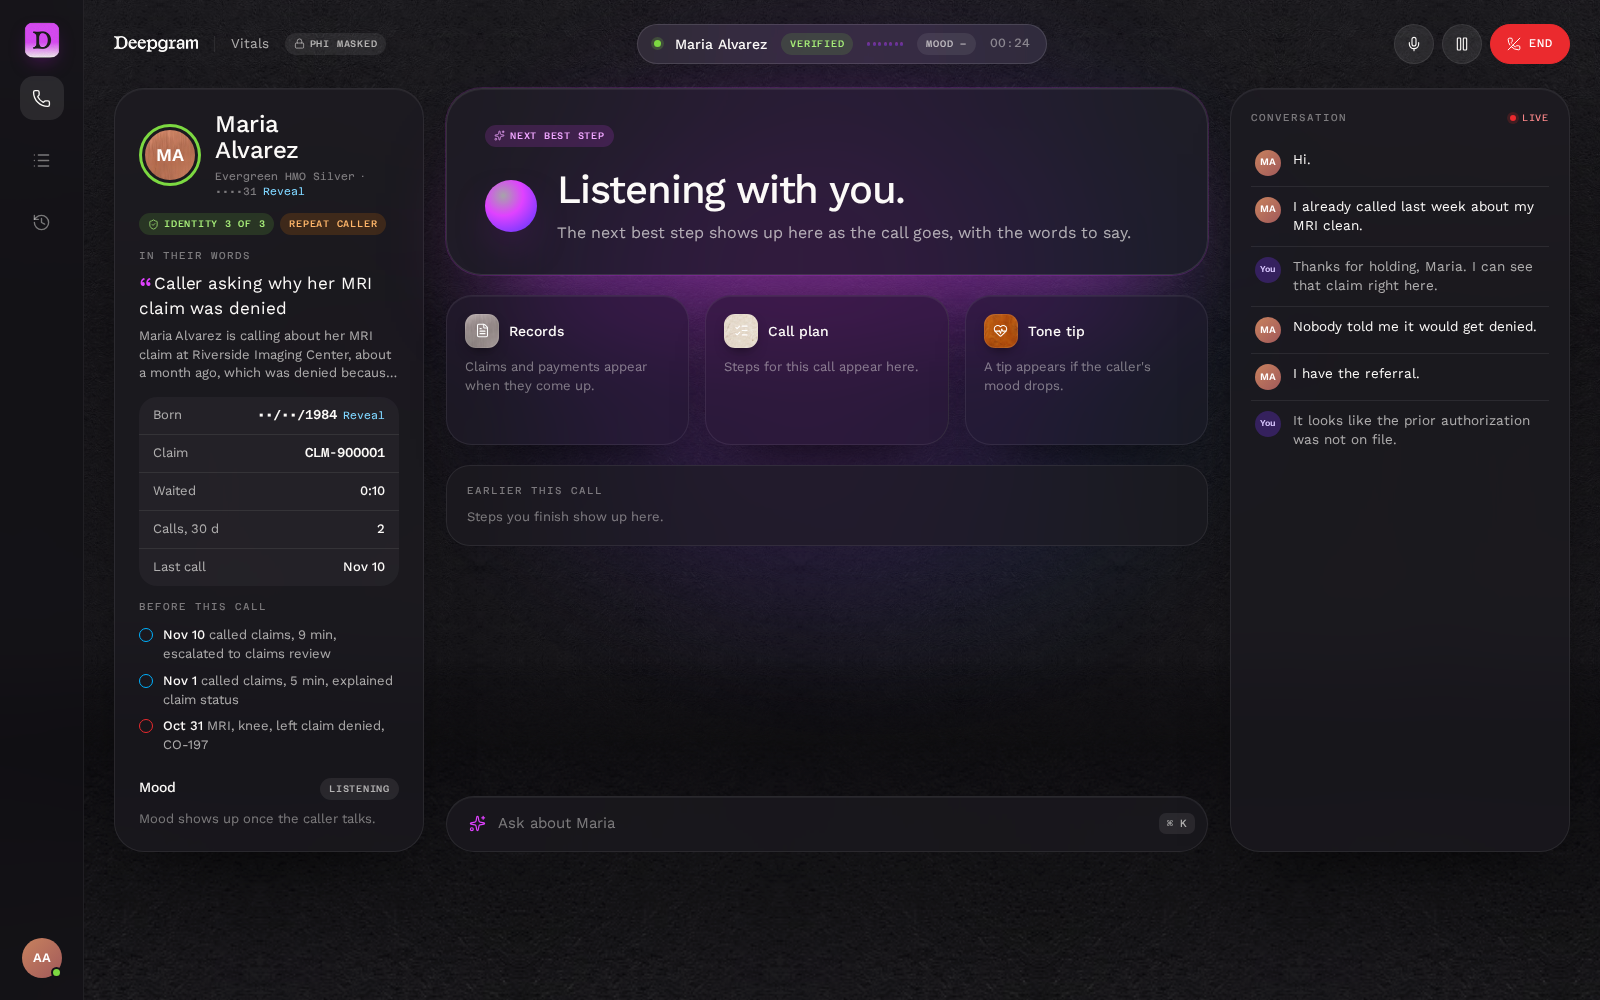 D
Deepgram
Vitals
PHI MASKED
Maria Alvarez
VERIFIED
MOOD –
00:24
END
MA
Maria
Alvarez
Evergreen HMO Silver ·
••••31 Reveal
IDENTITY 3 OF 3
REPEAT CALLER
IN THEIR WORDS
“Caller asking why her MRI
claim was denied
Maria Alvarez is calling about her MRI
claim at Riverside Imaging Center, about
a month ago, which was denied becaus...
Born ••/••/1984 Reveal
Claim CLM-900001
Waited 0:10
Calls, 30 d 2
Last call Nov 10
BEFORE THIS CALL
Nov 10 called claims, 9 min,
escalated to claims review
Nov 1 called claims, 5 min, explained
claim status
Oct 31 MRI, knee, left claim denied,
CO-197
Mood LISTENING
Mood shows up once the caller talks.
NEXT BEST STEP
Listening with you.
The next best step shows up here as the call goes, with the words to say.
Records
Claims and payments appear
when they come up.
Call plan
Steps for this call appear here.
Tone tip
A tip appears if the caller's
mood drops.
EARLIER THIS CALL
Steps you finish show up here.
Ask about Maria
⌘ K
CONVERSATION
LIVE
MA Hi.
MA I already called last week about my
MRI clean.
You Thanks for holding, Maria. I can see
that claim right here.
MA Nobody told me it would get denied.
MA I have the referral.
You It looks like the prior authorization
was not on file.
AA